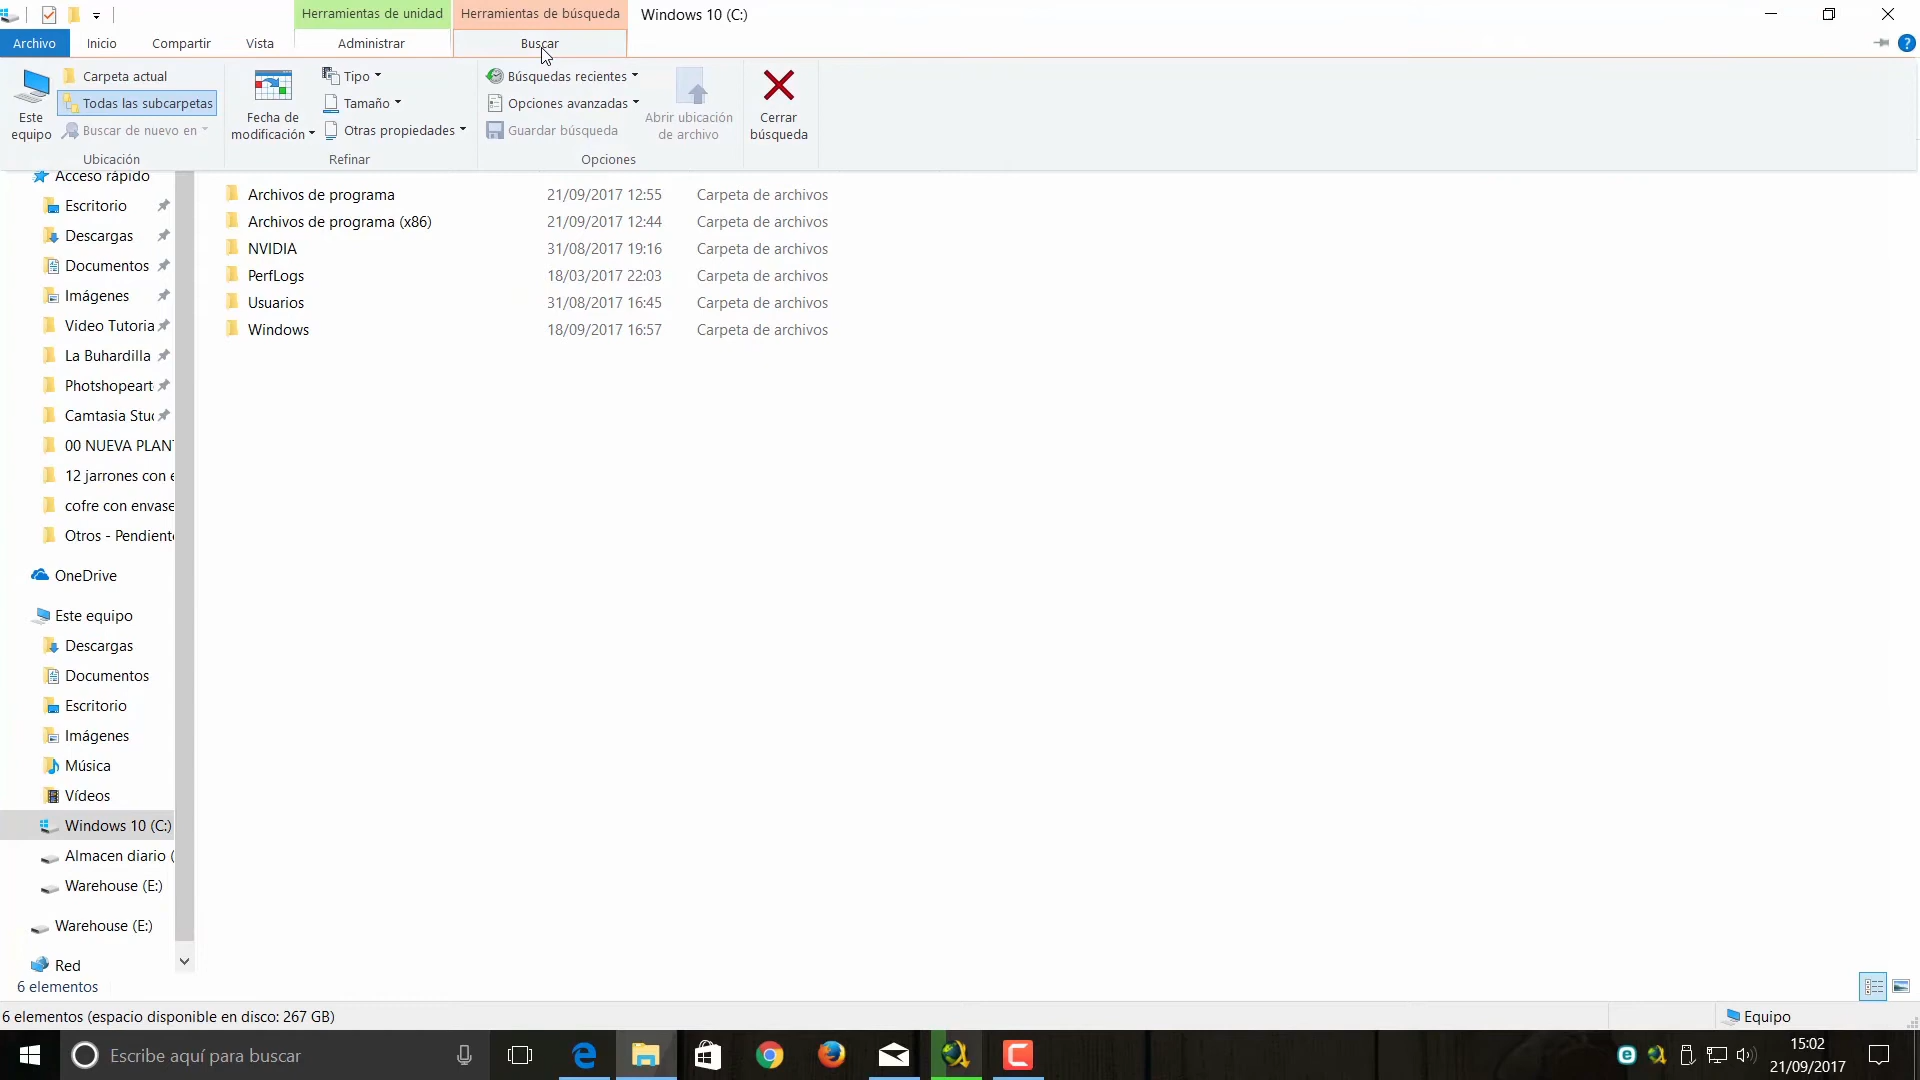 Herramientas de unidad
Herramientas de búsqueda
Windows 10 (C:)
Archivo
Inicio
Compartir
Vista
Administrar
Buscar
Este equipo
Carpeta actual
Todas las subcarpetas
Buscar de nuevo en
Ubicación
Fecha de modificación
Tipo
Tamaño
Otras propiedades
Refinar
Búsquedas recientes
Opciones avanzadas
Guardar búsqueda
Abrir ubicación de archivo
Opciones
Cerrar búsqueda
Acceso rápido
Escritorio
Descargas
Documentos
Imágenes
Video Tutoria
La Buhardilla
Photshopeart
Camtasia Stu
00 NUEVA PLAN
12 jarrones con e
cofre con envase
Otros - Pendient
OneDrive
Este equipo
Descargas
Documentos
Escritorio
Imágenes
Música
Vídeos
Windows 10 (C:)
Almacen diario (
Warehouse (E:)
Warehouse (E:)
Red
Archivos de programa 21/09/2017 12:55 Carpeta de archivos
Archivos de programa (x86) 21/09/2017 12:44 Carpeta de archivos
NVIDIA 31/08/2017 19:16 Carpeta de archivos
PerfLogs 18/03/2017 22:03 Carpeta de archivos
Usuarios 31/08/2017 16:45 Carpeta de archivos
Windows 18/09/2017 16:57 Carpeta de archivos
6 elementos
6 elementos (espacio disponible en disco: 267 GB)
Equipo
Escribe aquí para buscar
15:02
21/09/2017